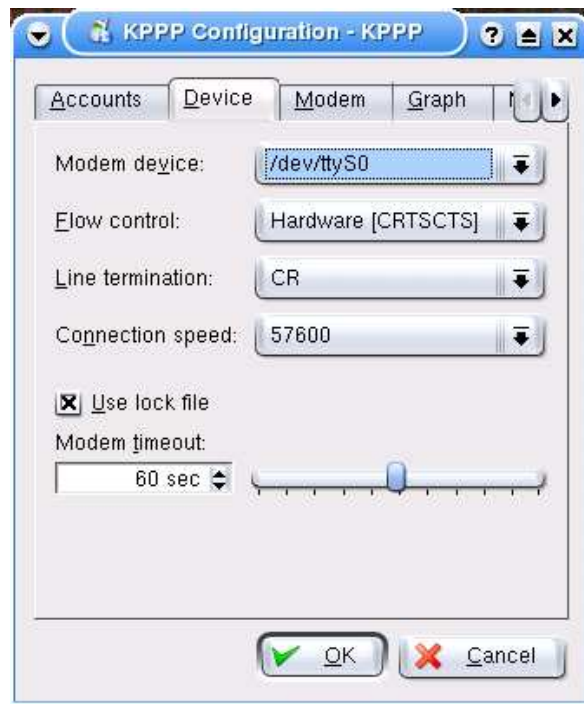 KPPP Configuration - KPPP
Accounts Device Modem Graph
Modem device: /dev/ttyS0
Flow control: Hardware [CRTSCTS]
Line termination: CR
Connection speed: 57600
Use lock file
Modem timeout:
60 sec
OK Cancel